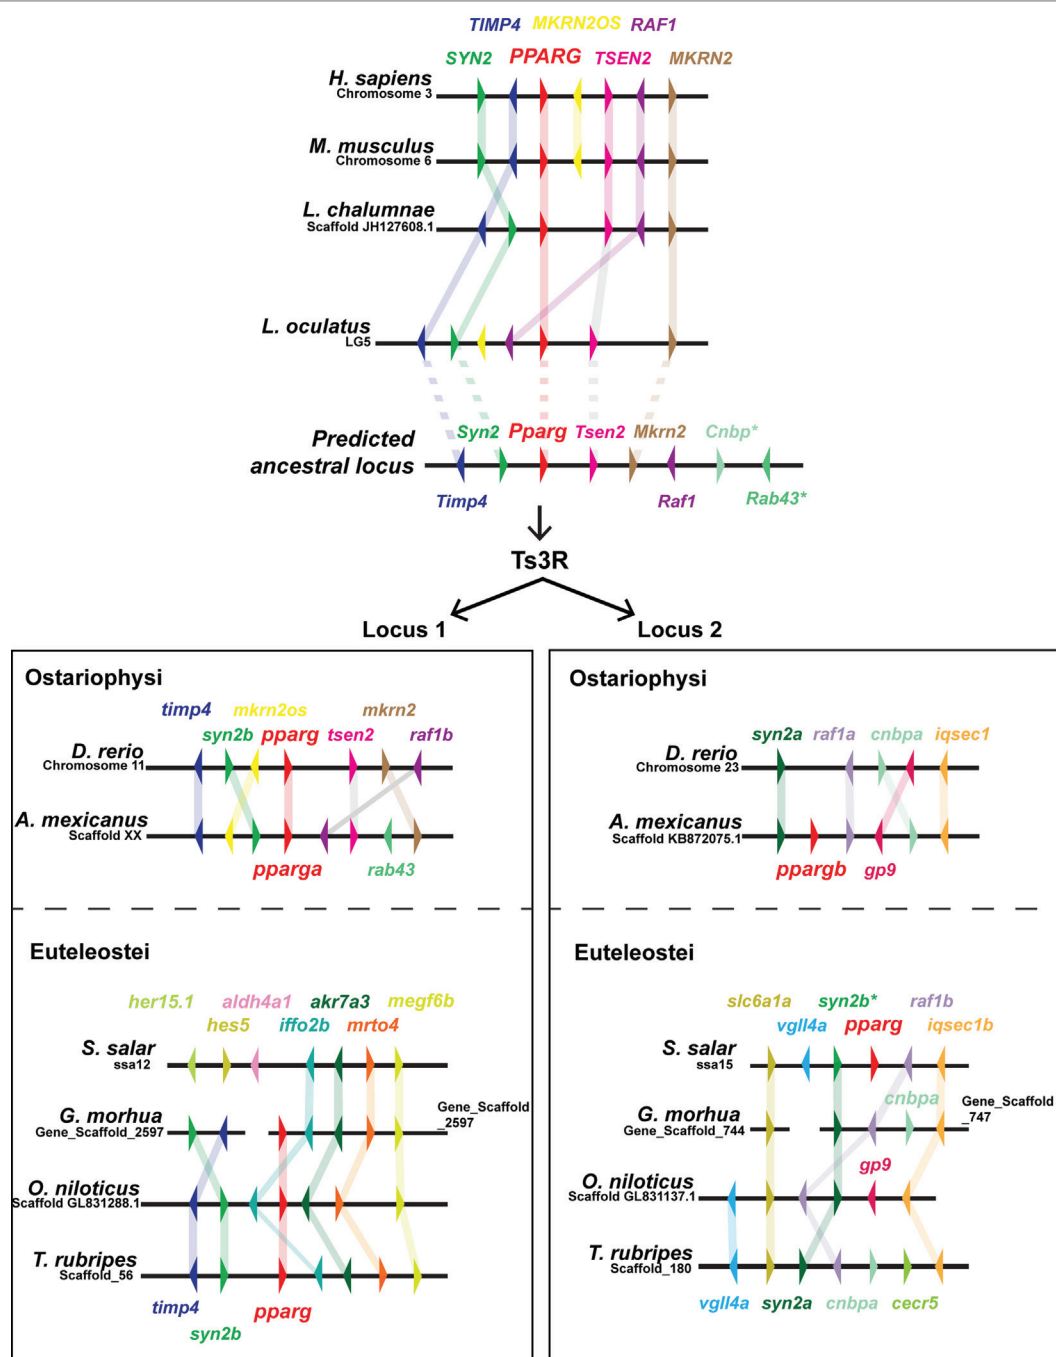 TIMP4 MKRN2OS RAF1
SYN2 PPARG TSEN2 MKRN2
H. sapiens
Chromosome 3
M. musculus
Chromosome 6
L. chalumnae
Scaffold JH127608.1
L. oculatus
LG5
Syn2 Pparg Tsen2 Mkrn2 Cnbp*
Predicted
ancestral locus
Timp4 Raf1 Rab43*
Ts3R
Locus 1 Locus 2
Ostariophysi
timp4 mkrn2os mkrn2
syn2b pparg tsen2 raf1b
D. rerio
Chromosome 11
A. mexicanus
Scaffold XX
pparga rab43
Euteleostei
her15.1 aldh4a1 akr7a3 megf6b
hes5 iffo2b mrto4
S. salar
ssa12
G. morhua
Gene_Scaffold_2597
Gene_Scaffold
_2597
O. niloticus
Scaffold GL831288.1
T. rubripes
Scaffold_56
timp4 pparg
syn2b
Ostariophysi
syn2a raf1a cnbpa iqsec1
D. rerio
Chromosome 23
A. mexicanus
Scaffold KB872075.1
ppargb gp9
Euteleostei
slc6a1a syn2b* raf1b
vgll4a pparg iqsec1b
S. salar
ssa15
cnbpa
G. morhua
Gene_Scaffold_744
Gene_Scaffold
_747
gp9
O. niloticus
Scaffold GL831137.1
T. rubripes
Scaffold_180
vgll4a syn2a cnbpa cecr5